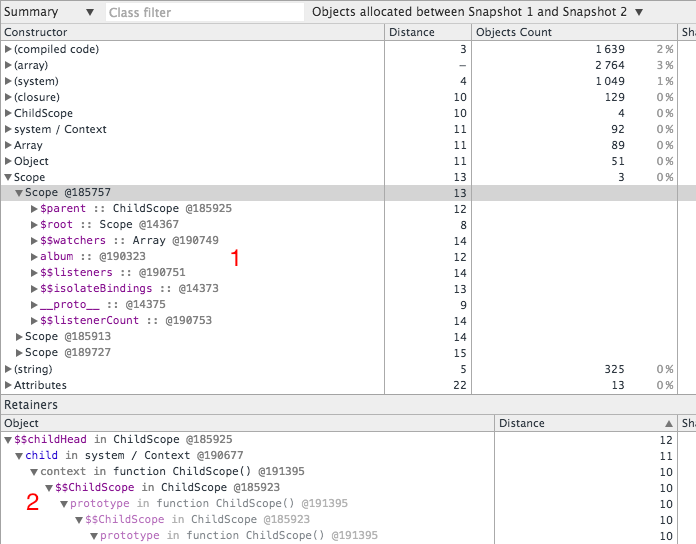 Summary ▼ Class filter Objects allocated between Snapshot 1 and Snapshot 2 ▼
Constructor Distance Objects Count Sha
▶(compiled code) 3 1 639 2 %
▶(array) – 2 764 3 %
▶(system) 4 1 049 1 %
▶(closure) 10 129 0 %
▶ChildScope 10 4 0 %
▶system / Context 11 92 0 %
▶Array 11 89 0 %
▶Object 11 51 0 %
▼Scope 13 3 0 %
▼Scope @185757 13
▶$parent :: ChildScope @185925 12
▶$root :: Scope @14367 8
▶$$watchers :: Array @190749 14
▶album :: @190323 12
1
▶$$listeners :: @190751 14
▶$$isolateBindings :: @14373 13
▶__proto__ :: @14375 9
▶$$listenerCount :: @190753 14
▶Scope @185913 14
▶Scope @189727 15
▶(string) 5 325 0 %
▶Attributes 22 13 0 %
Retainers
Object Distance ▲ Sha
▼$$childHead in ChildScope @185925 12
▼child in system / Context @190677 11
▼context in function ChildScope() @191395 10
▼$$ChildScope in ChildScope @185923 10
2
▼prototype in function ChildScope() @191395 10
▼$$ChildScope in ChildScope @185923 10
▼prototype in function ChildScope() @191395 10